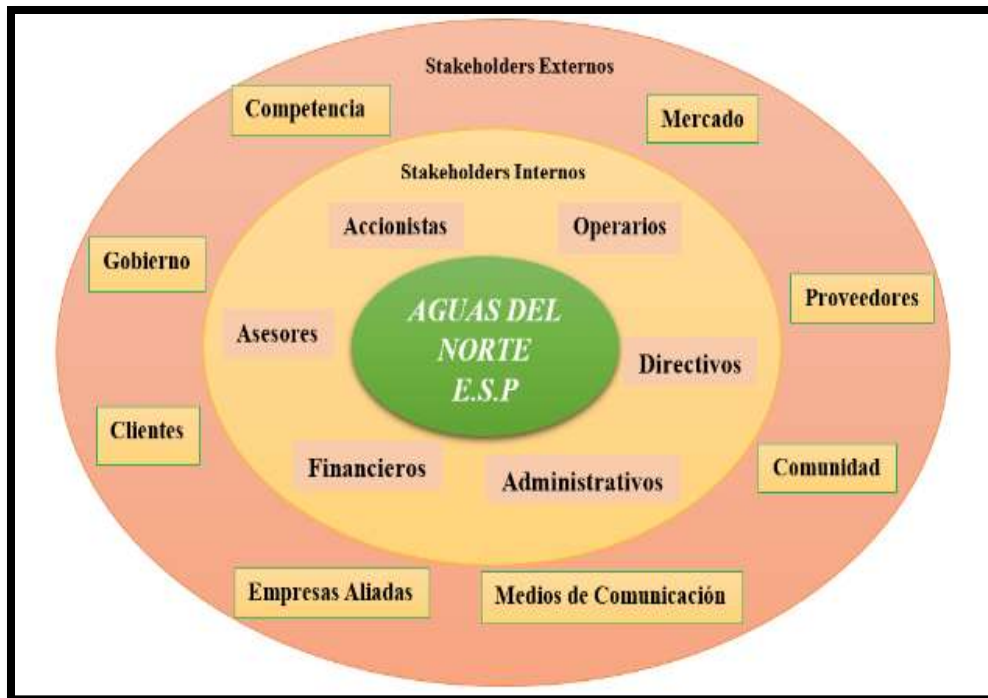 Stakeholders Externos
Competencia
Mercado
Stakeholders Internos
Accionistas
Operarios
Gobierno
Proveedores
Asesores
AGUAS DEL
NORTE
E.S.P
Directivos
Clientes
Financieros
Administrativos
Comunidad
Empresas Aliadas
Medios de Comunicación